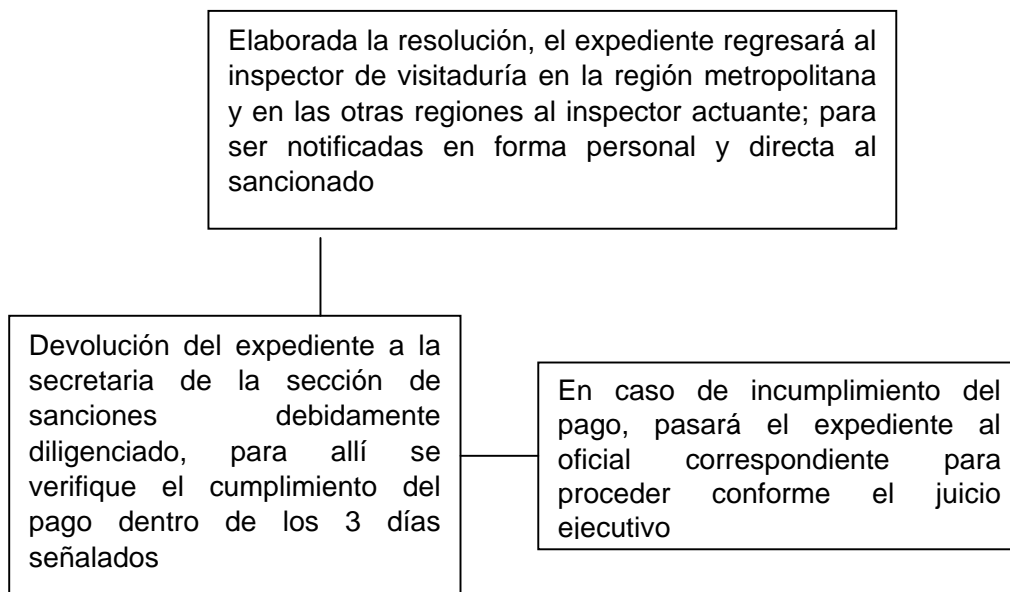 Elaborada la resolución, el expediente regresará al
inspector de visitaduría en la región metropolitana
y en las otras regiones al inspector actuante; para
ser notificadas en forma personal y directa al
sancionado
Devolución del expediente a la
secretaria de la sección de
sanciones debidamente
diligenciado, para allí se
verifique el cumplimiento del
pago dentro de los 3 días
señalados
En caso de incumplimiento del
pago, pasará el expediente al
oficial correspondiente para
proceder conforme el juicio
ejecutivo